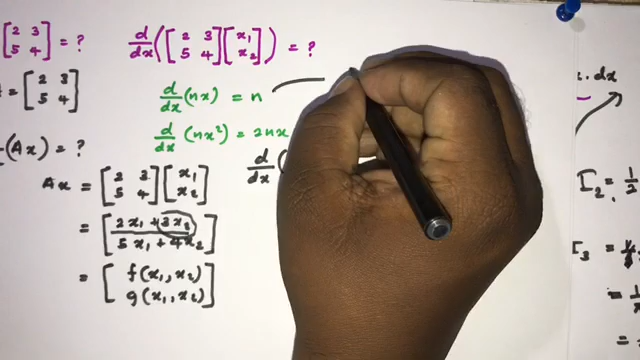 [2 3
5 4] = ?
d/dx ([2 3
5 4] [x₁
x₂]) = ?
= [2 3
5 4]
d/dx (nx) = n
d/dx (nx²) = 2nx
(Ax) = ?
d/dx (
Ax = [2 3
5 4] [x₁
x₂]
= [2x₁ + 3x₂
5x₁ + 4x₂]
= [f(x₁, x₂)
g(x₁, x₂)]
. dx
I₂ = 1/2
I₃ =
=
=